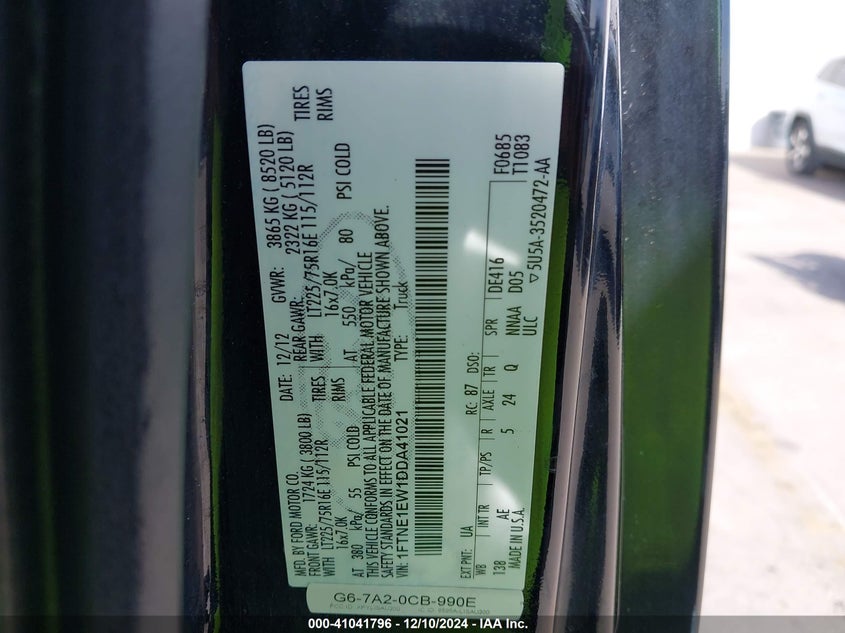 MFD. BY FORD MOTOR CO. DATE: 12/12 GVWR: 3865 KG ( 8520 LB)
FRONT GAWR: 1724 KG ( 3800 LB) REAR GAWR: 2322 KG ( 5120 LB)
WITH LT225/75R16E 115/112R TIRES WITH LT225/75R16E 115/112R TIRES
16x7.0K RIMS 16x7.0K RIMS
AT 380 kPa/ 55 PSI COLD AT 550 kPa/ 80 PSI COLD
THIS VEHICLE CONFORMS TO ALL APPLICABLE FEDERAL MOTOR VEHICLE
SAFETY STANDARDS IN EFFECT ON THE DATE OF MANUFACTURE SHOWN ABOVE.
VIN: 1FTNE1EW1DDA41021 TYPE: Truck
F0685
T1083
EXT PNT: UA RC: 87 DSO:
WB INT TR TP/PS R AXLE TR SPR DE416
138 AE 5 24 Q NNAA D05
MADE IN U.S.A. ULC
▽5U5A-3520472-AA
G6-7A2-0CB-990E
000-41041796 — 12/10/2024 — IAA Inc.